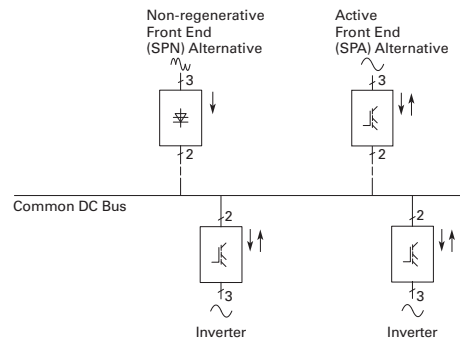 Non-regenerative
Front End
(SPN) Alternative
Active
Front End
(SPA) Alternative
3
3
2
2
Common DC Bus
2
2
3
3
Inverter
Inverter